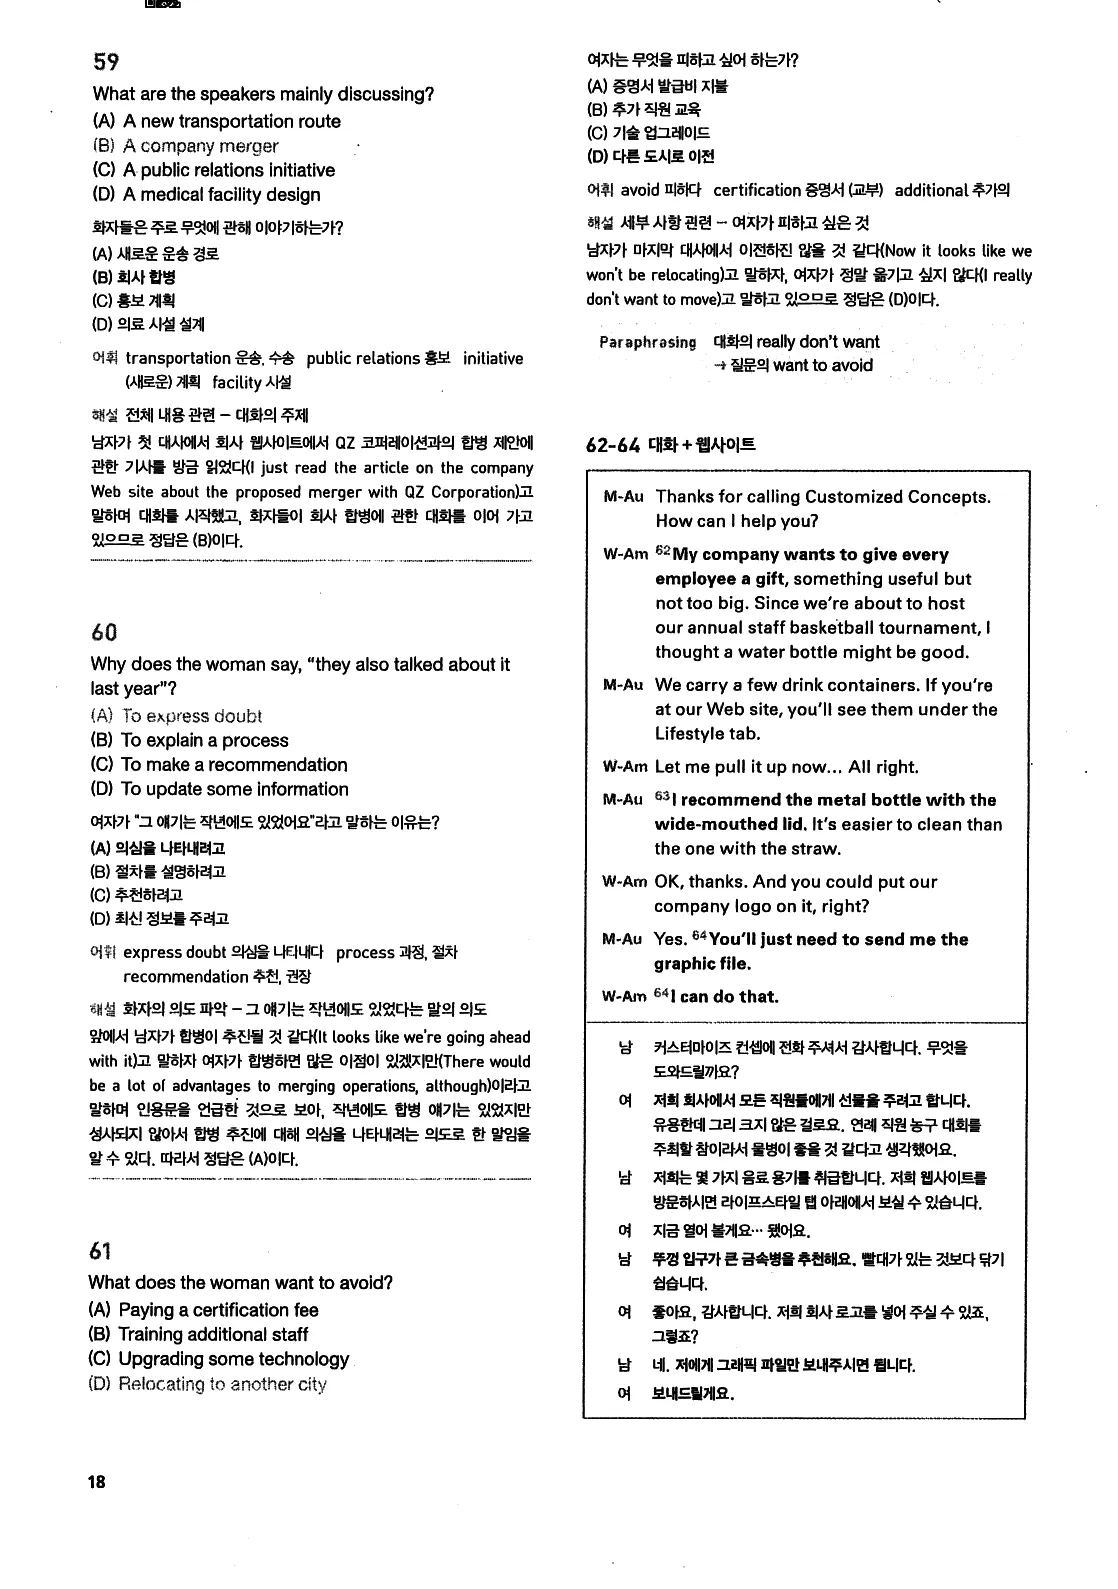 59
What are the speakers mainly discussing?
(A) A new transportation route
(B) A company merger
(C) A public relations initiative
(D) A medical facility design
화자들은 주로 무엇에 관해 이야기하는가?
(A) 새로운 운송 경로
(B) 회사 합병
(C) 홍보 계획
(D) 의료 시설 설계
어휘 transportation 운송, 수송 public relations 홍보 initiative
(새로운) 계획 facility 시설
해설 전체 내용 관련 – 대화의 주제
남자가 첫 대사에서 회사 웹사이트에서 QZ 코퍼레이션과의 합병 제안에
관한 기사를 방금 읽었다(I just read the article on the company
Web site about the proposed merger with QZ Corporation)고
말하며 대화를 시작했고, 화자들이 회사 합병에 관한 대화를 이어 가고
있으므로 정답은 (B)이다.
60
Why does the woman say, "they also talked about it
last year"?
(A) To express doubt
(B) To explain a process
(C) To make a recommendation
(D) To update some information
여자가 "그 얘기는 작년에도 있었어요"라고 말하는 이유는?
(A) 의심을 나타내려고
(B) 절차를 설명하려고
(C) 추천하려고
(D) 최신 정보를 주려고
어휘 express doubt 의심을 나타내다 process 과정, 절차
recommendation 추천, 권장
해설 화자의 의도 파악 – 그 얘기는 작년에도 있었다는 말의 의도
앞에서 남자가 합병이 추진될 것 같다(It looks like we're going ahead
with it)고 말하자 여자가 합병하면 많은 이점이 있겠지만(There would
be a lot of advantages to merging operations, although)이라고
말하며 인용문을 언급한 것으로 보아, 작년에도 합병 얘기는 있었지만
성사되지 않아서 합병 추진에 대해 의심을 나타내려는 의도로 한 말임을
알 수 있다. 따라서 정답은 (A)이다.
61
What does the woman want to avoid?
(A) Paying a certification fee
(B) Training additional staff
(C) Upgrading some technology
(D) Relocating to another city
18
여자는 무엇을 피하고 싶어 하는가?
(A) 증명서 발급비 지불
(B) 추가 직원 교육
(C) 기술 업그레이드
(D) 다른 도시로 이전
어휘 avoid 피하다 certification 증명서 (교부) additional 추가의
해설 세부 사항 관련 – 여자가 피하고 싶은 것
남자가 마지막 대사에서 이전하진 않을 것 같다(Now it looks like we
won't be relocating)고 말하자, 여자가 정말 옮기고 싶지 않다(I really
don't want to move)고 말하고 있으므로 정답은 (D)이다.
Paraphrasing 대화의 really don't want
→ 질문의 want to avoid
62-64 대화 + 웹사이트
M-Au Thanks for calling Customized Concepts.
How can I help you?
W-Am 62My company wants to give every
employee a gift, something useful but
not too big. Since we're about to host
our annual staff basketball tournament, I
thought a water bottle might be good.
M-Au We carry a few drink containers. If you're
at our Web site, you'll see them under the
Lifestyle tab.
W-Am Let me pull it up now... All right.
M-Au 63I recommend the metal bottle with the
wide-mouthed lid. It's easier to clean than
the one with the straw.
W-Am OK, thanks. And you could put our
company logo on it, right?
M-Au Yes. 64You'll just need to send me the
graphic file.
W-Am 64I can do that.
남 커스터마이즈 컨셉에 전화 주셔서 감사합니다. 무엇을
도와드릴까요?
여 저희 회사에서 모든 직원들에게 선물을 주려고 합니다.
유용한데 그리 크지 않은 걸로요. 연례 직원 농구 대회를
주최할 참이라서 물병이 좋을 것 같다고 생각했어요.
남 저희는 몇 가지 음료 용기를 취급합니다. 저희 웹사이트를
방문하시면 라이프스타일 탭 아래에서 보실 수 있습니다.
여 지금 열어 볼게요… 됐어요.
남 뚜껑 입구가 큰 금속병을 추천해요. 빨대가 있는 것보다 닦기
쉽습니다.
여 좋아요, 감사합니다. 저희 회사 로고를 넣어 주실 수 있죠,
그렇죠?
남 네. 저에게 그래픽 파일만 보내주시면 됩니다.
여 보내드릴게요.